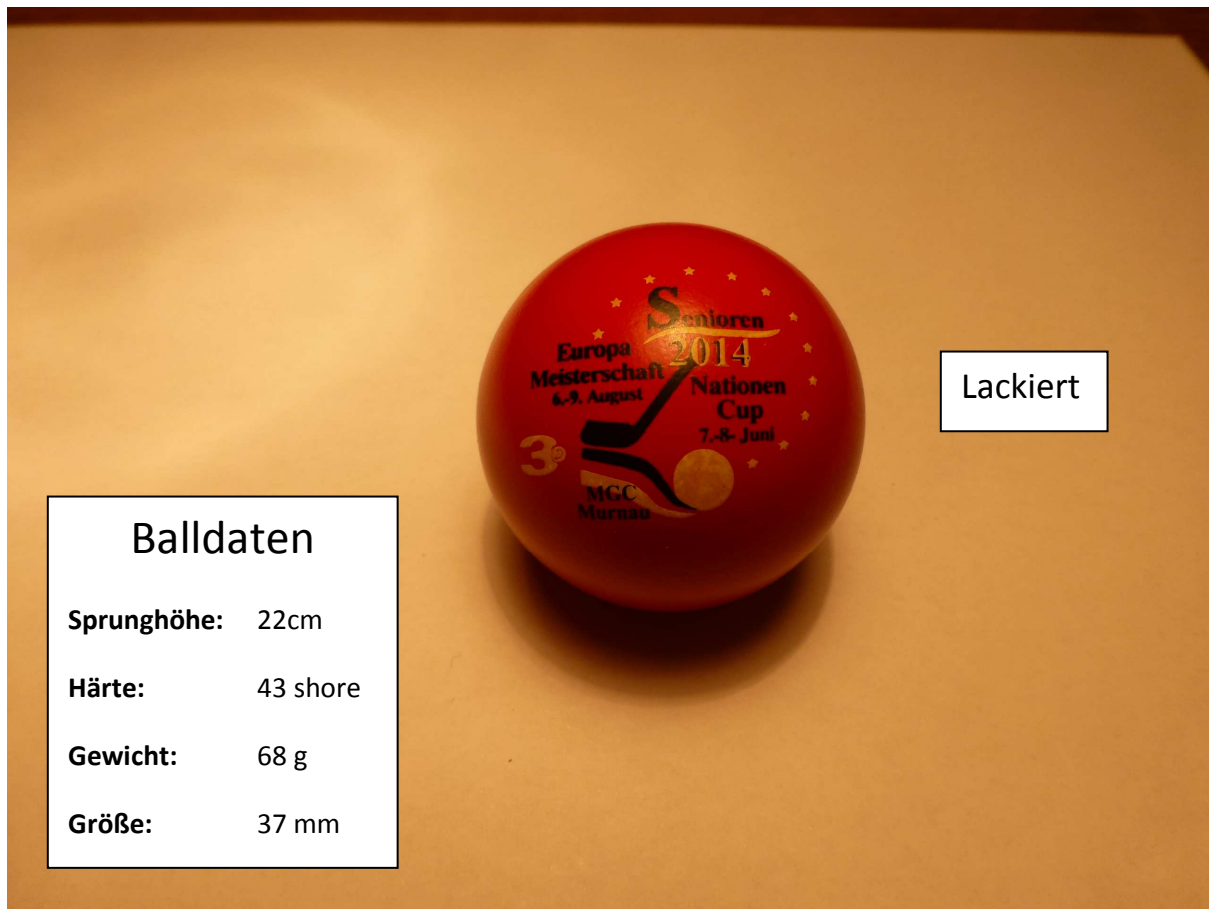 Senioren
2014
Europa
Meisterschaft
6.-9. August
Nationen
Cup
7.-8- Juni
3
MGC
Murnau
Lackiert
Balldaten
Sprunghöhe: 22cm
Härte: 43 shore
Gewicht: 68 g
Größe: 37 mm